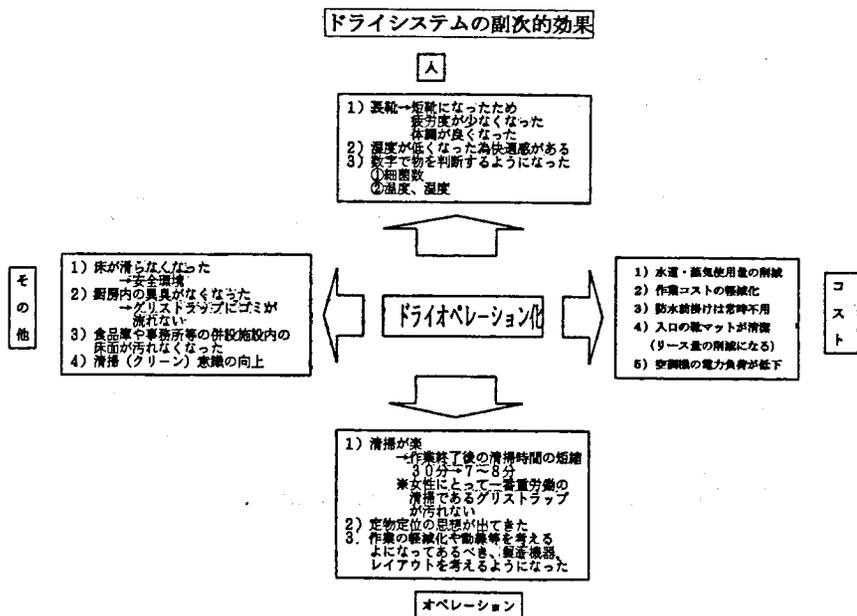 ドライシステムの副次的効果
人
1) 長靴→短靴になったため
疲労度が少なくなった
体調が良くなった
2) 湿度が低くなった為快適感がある
3) 数字で物を判断するようになった
①細菌数
②温度、湿度
その他
1) 床が滑らなくなった
→安全環境
2) 厨房内の異臭がなくなった
→グリストラップにゴミが
流れない
3) 食品庫や事務所等の併設施設内の
床面が汚れなくなった
4) 清掃(クリーン)意識の向上
ドライオペレーション化
1) 水道・蒸気使用量の削減
2) 作業コストの軽減化
3) 防水前掛けは常時不用
4) 入口の靴マットが清潔
(リース量の削減になる)
5) 空調機の電力負荷が低下
コスト
1) 清掃が楽
→作業終了後の清掃時間の短縮
30分→7~8分
※女性にとって一番重労働の
清掃であるグリストラップ
が汚れない
2) 定物定位の思想が出てきた
3. 作業の軽減化や動線等を考える
よになってあるべき、製造機器、
レイアウトを考えるようになった
オペレーション